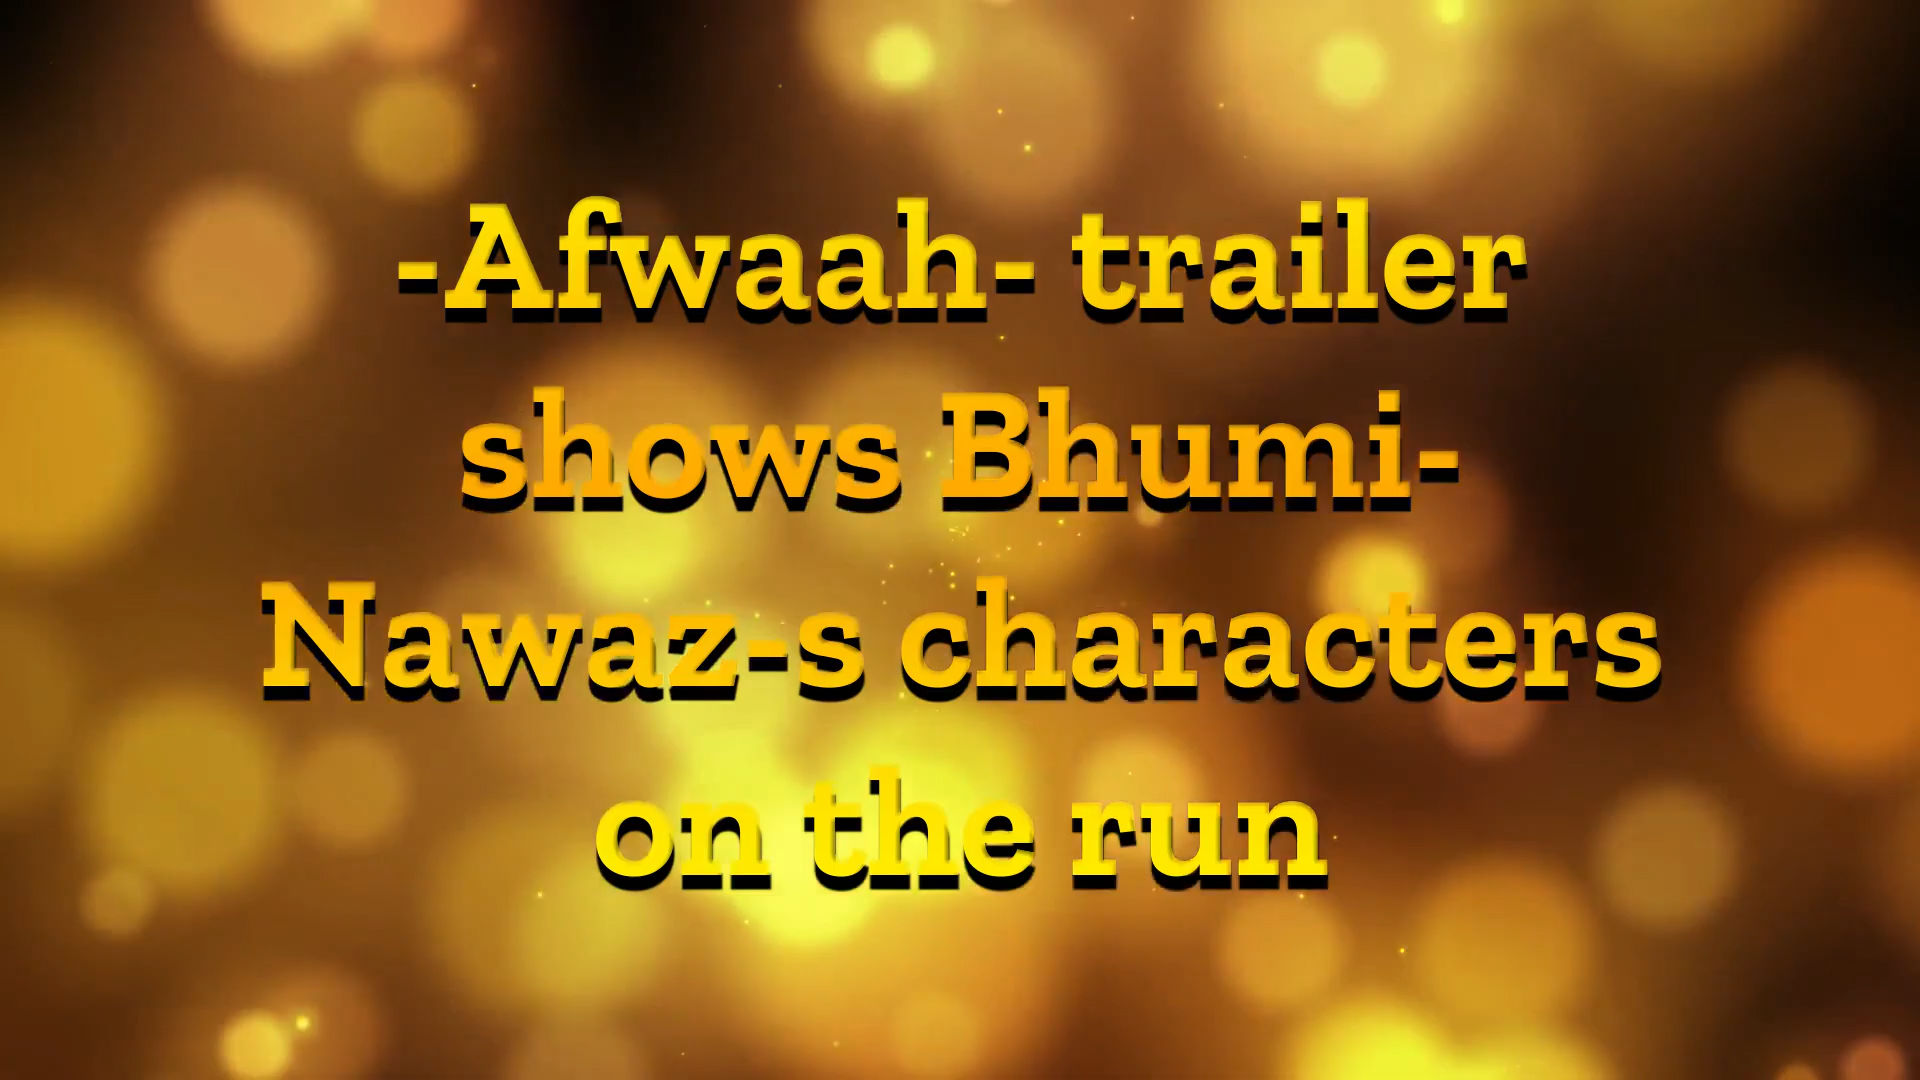 -Afwaah- trailer
shows Bhumi-
Nawaz-s characters
on the run